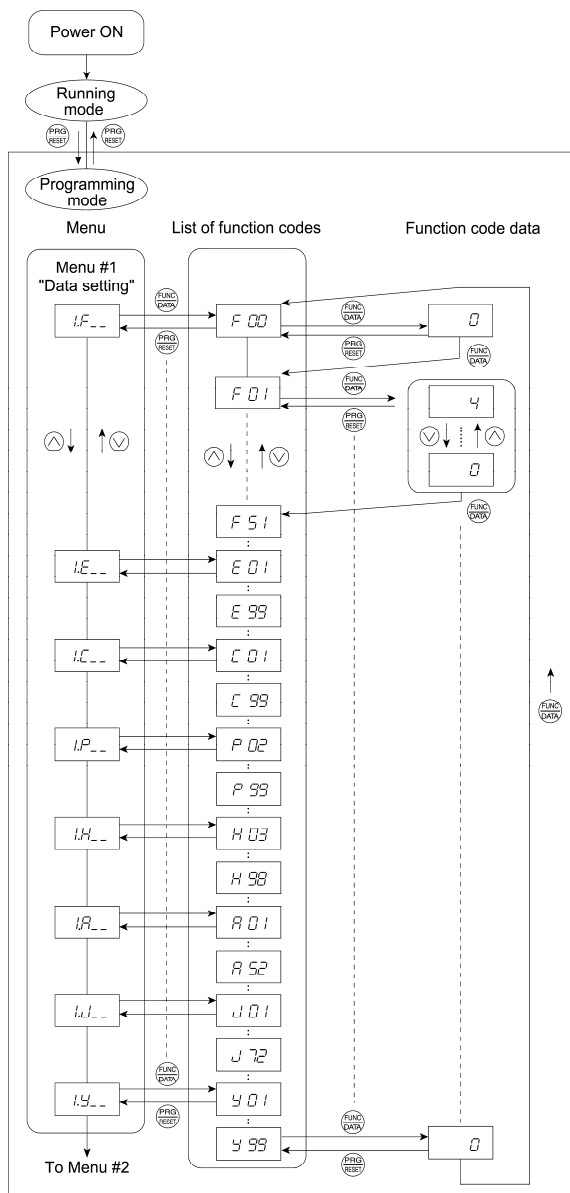 Power ON
Running
mode
PRG
RESET
PRG
RESET
Programming
mode
Menu
List of function codes
Function code data
Menu #1
"Data setting"
FUNC
DATA
1.F_ _
F 00
FUNC
DATA
0
PRG
RESET
PRG
RESET
FUNC
DATA
FUNC
DATA
F 01
4
PRG
RESET
0
FUNC
DATA
F 51
1.E_ _
E 01
E 99
1.C_ _
C 01
C 99
FUNC
DATA
1.P_ _
P 02
P 99
1.H_ _
H 03
H 98
1.A_ _
A 01
A 52
1.J_ _
J 01
J 72
FUNC
DATA
1.y_ _
y 01
PRG
RESET
FUNC
DATA
y 99
0
PRG
RESET
To Menu #2